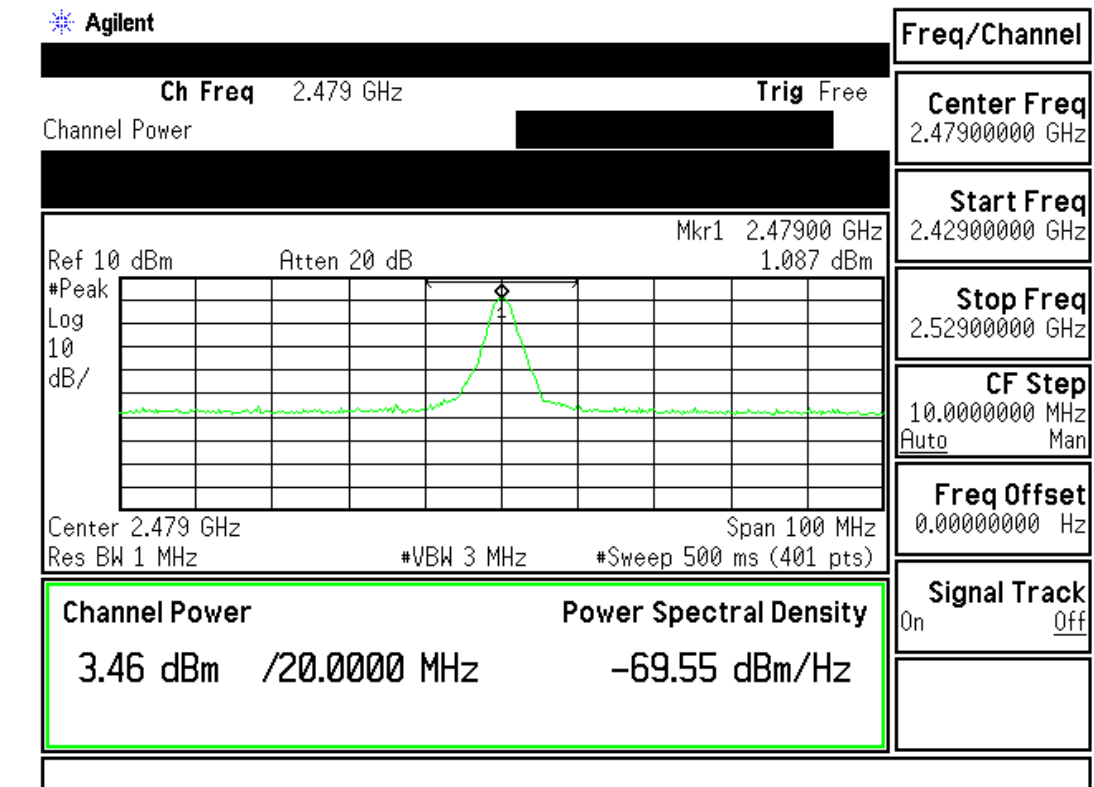 Agilent
Ch Freq 2.479 GHz Trig Free
Channel Power
Mkr1 2.47900 GHz
Ref 10 dBm Atten 20 dB 1.087 dBm
#Peak
Log
10
dB/
1
Center 2.479 GHz Span 100 MHz
Res BW 1 MHz #VBW 3 MHz #Sweep 500 ms (401 pts)
Channel Power Power Spectral Density
3.46 dBm /20.0000 MHz -69.55 dBm/Hz
Freq/Channel
Center Freq
2.47900000 GHz
Start Freq
2.42900000 GHz
Stop Freq
2.52900000 GHz
CF Step
10.0000000 MHz
Auto Man
Freq Offset
0.00000000 Hz
Signal Track
On Off